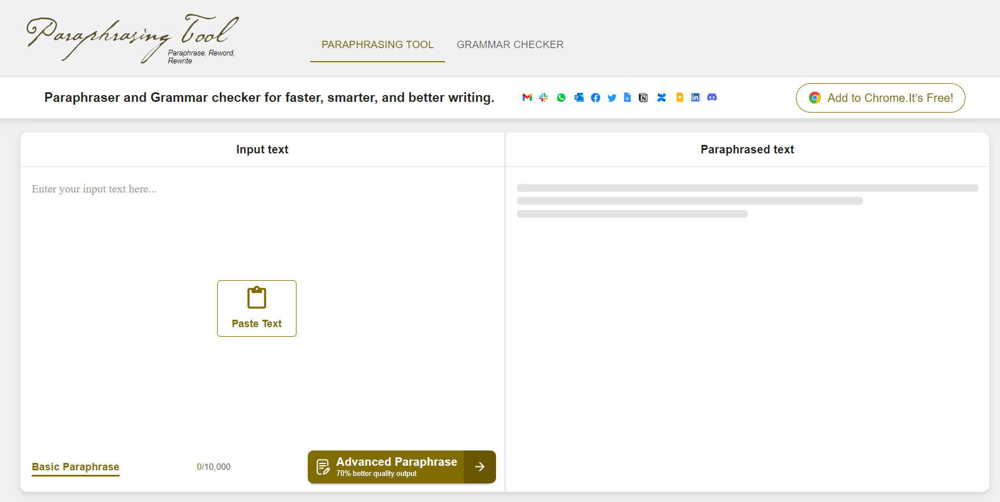 Paraphrasing Tool
Paraphrase, Reword,
Rewrite
PARAPHRASING TOOL
GRAMMAR CHECKER
Paraphraser and Grammar checker for faster, smarter, and better writing.
Add to Chrome.It's Free!
Input text
Paraphrased text
Enter your input text here...
Paste Text
Basic Paraphrase
0/10,000
Advanced Paraphrase
70% better quality output